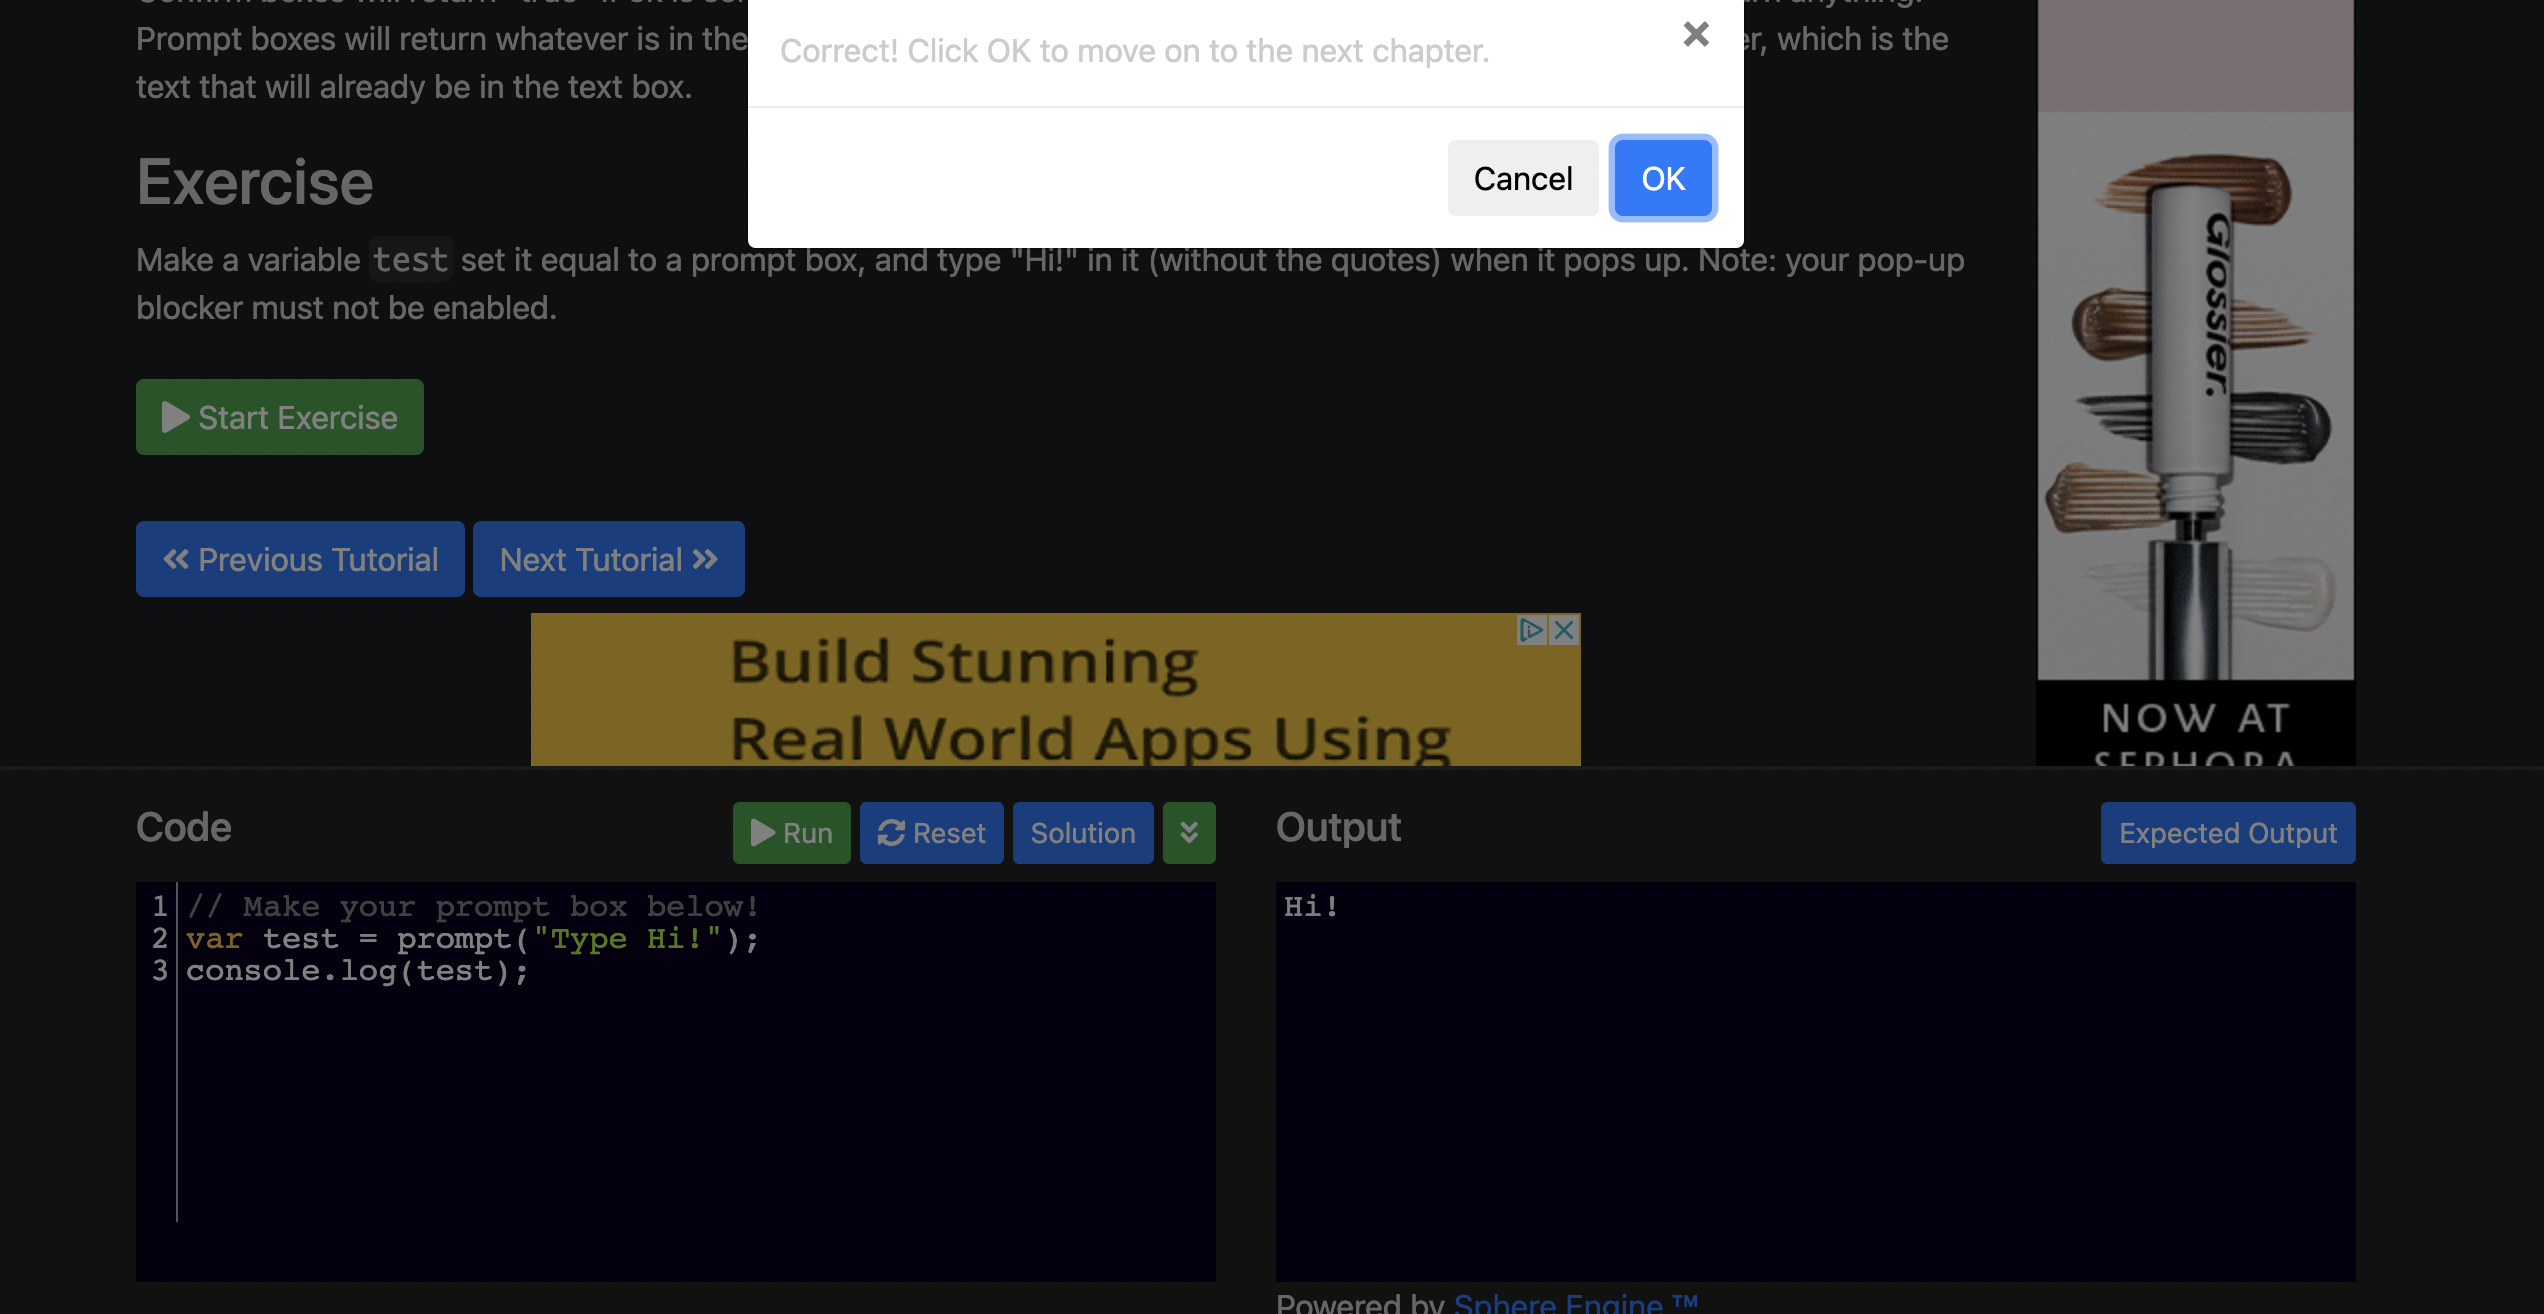 Prompt boxes will return whatever is in the
er, which is the
text that will already be in the text box.
Correct! Click OK to move on to the next chapter.
Cancel
OK
Exercise
Make a variable test set it equal to a prompt box, and type "Hi!" in it (without the quotes) when it pops up. Note: your pop-up
blocker must not be enabled.
Start Exercise
Previous Tutorial
Next Tutorial
Build Stunning
Real World Apps Using
Glossier.
NOW AT
SEPHORA
Code
Run
Reset
Solution
1 // Make your prompt box below!
2 var test = prompt("Type Hi!");
3 console.log(test);
Output
Expected Output
Hi!
Powered by Sphere Engine ™